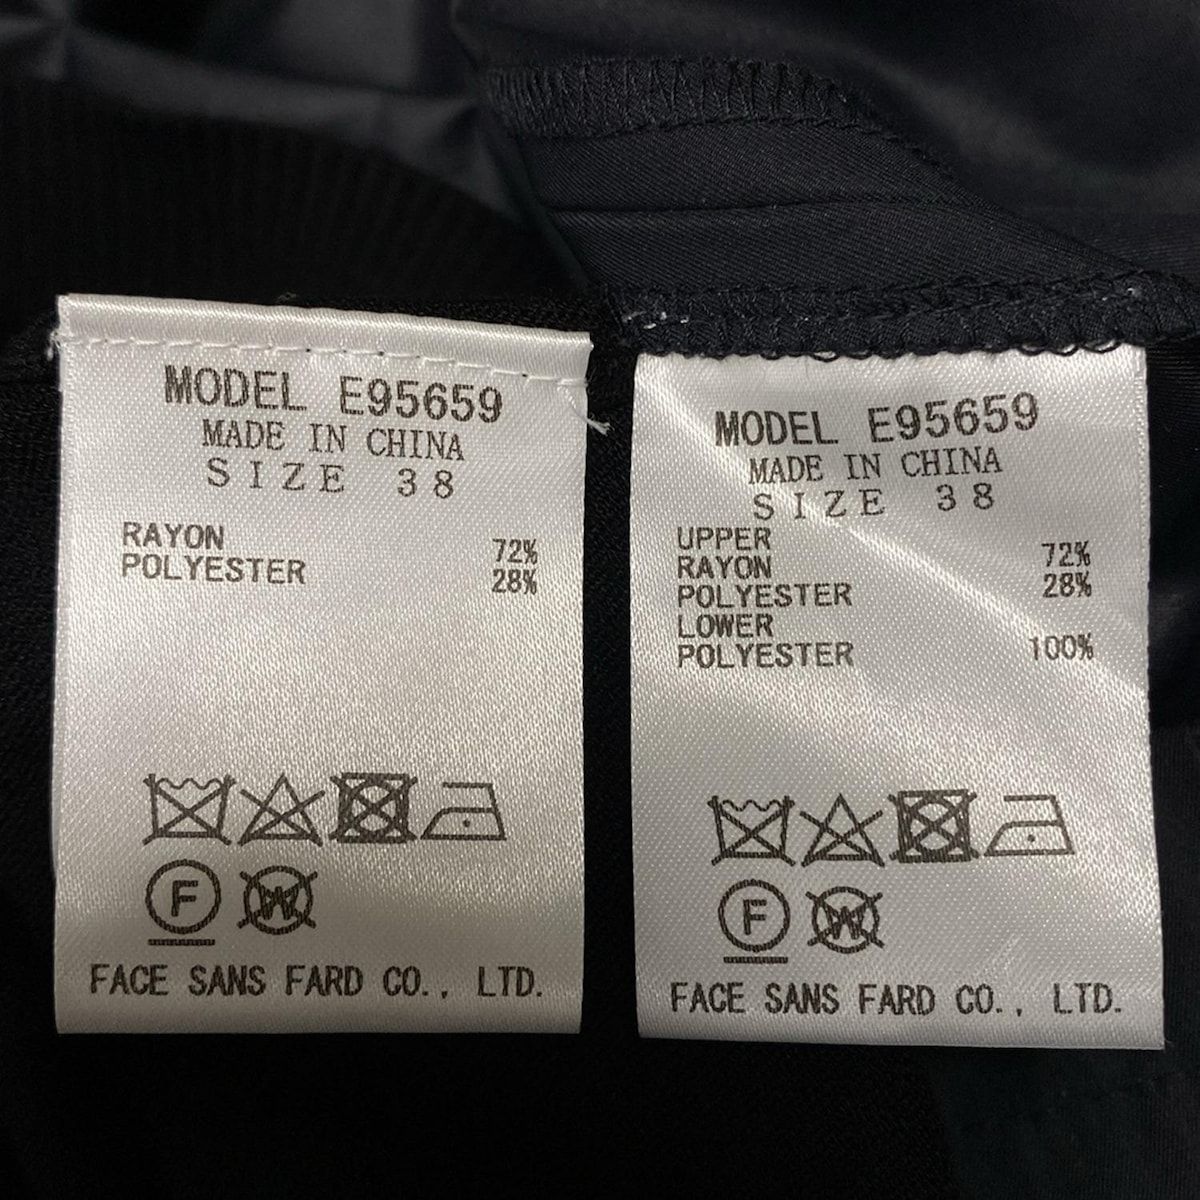 MODEL E95659
MADE IN CHINA
SIZE 38
RAYON 72%
POLYESTER 28%
F W
FACE SANS FARD CO., LTD.
MODEL E95659
MADE IN CHINA
SIZE 38
UPPER
RAYON 72%
POLYESTER 28%
LOWER
POLYESTER 100%
F W
FACE SANS FARD CO., LTD.